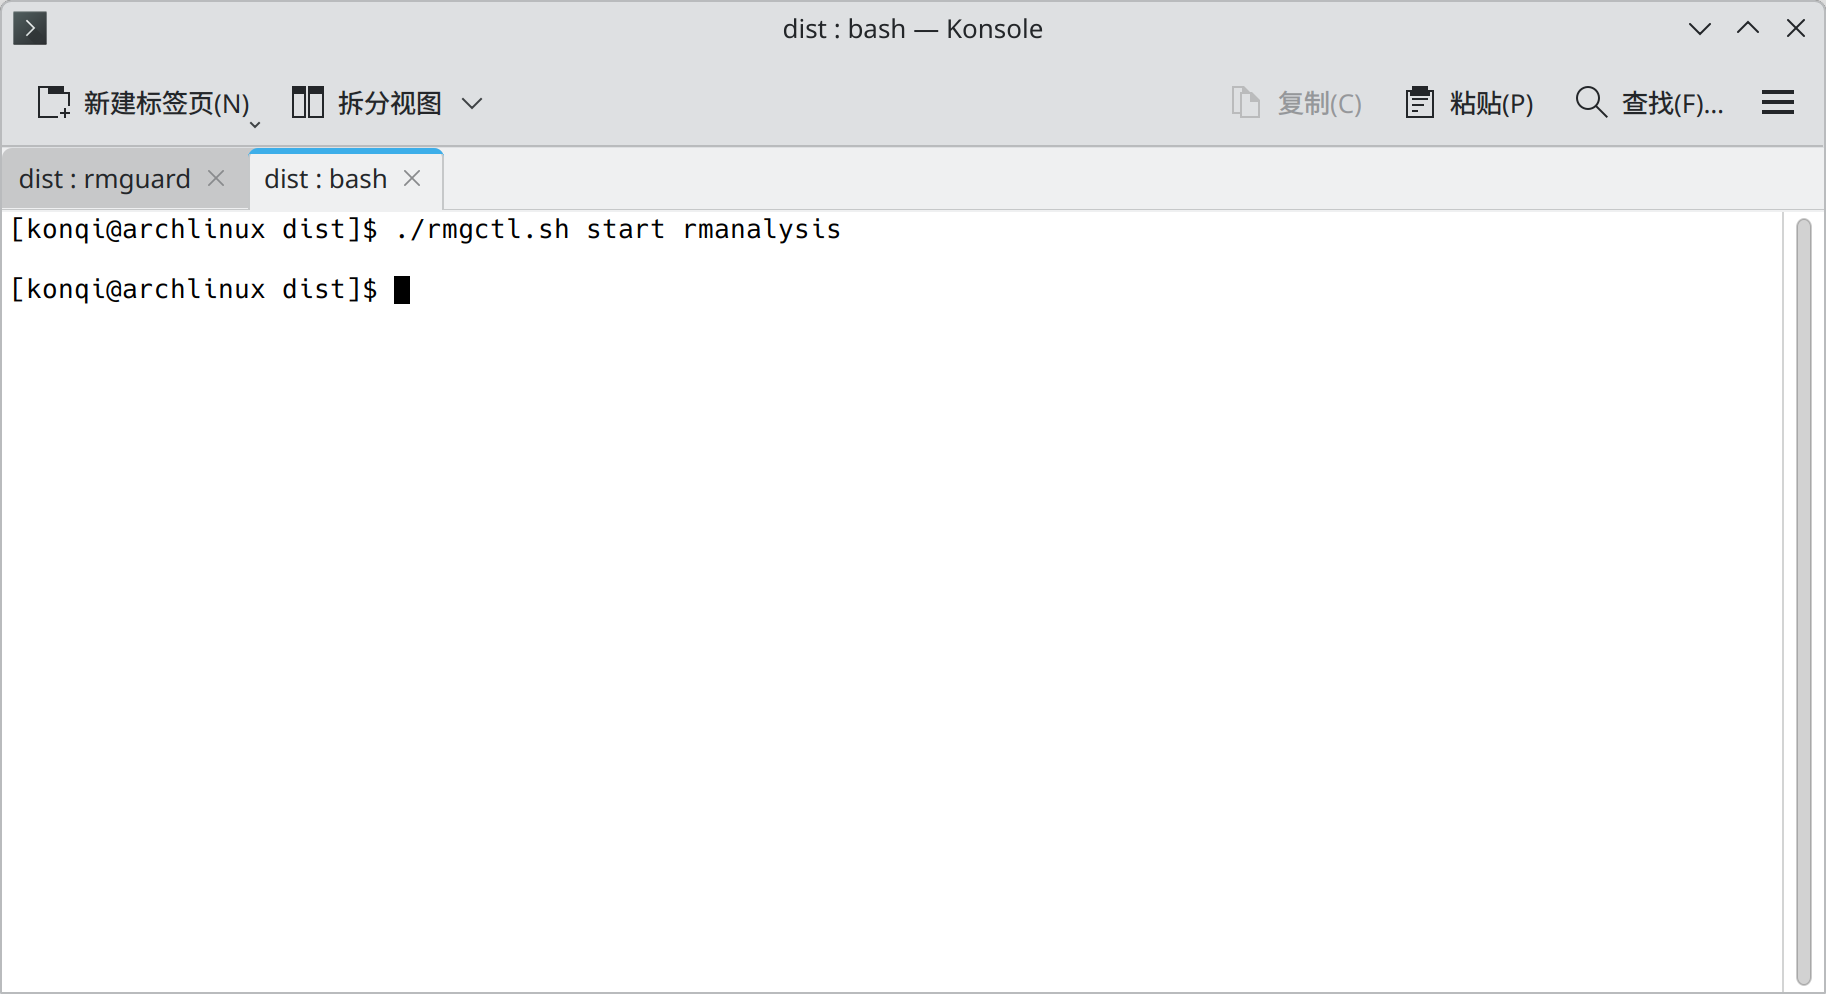 dist : bash — Konsole
新建标签页(N) 拆分视图 复制(C) 粘贴(P) 查找(F)...
dist : rmguard dist : bash
[konqi@archlinux dist]$ ./rmgctl.sh start rmanalysis
[konqi@archlinux dist]$